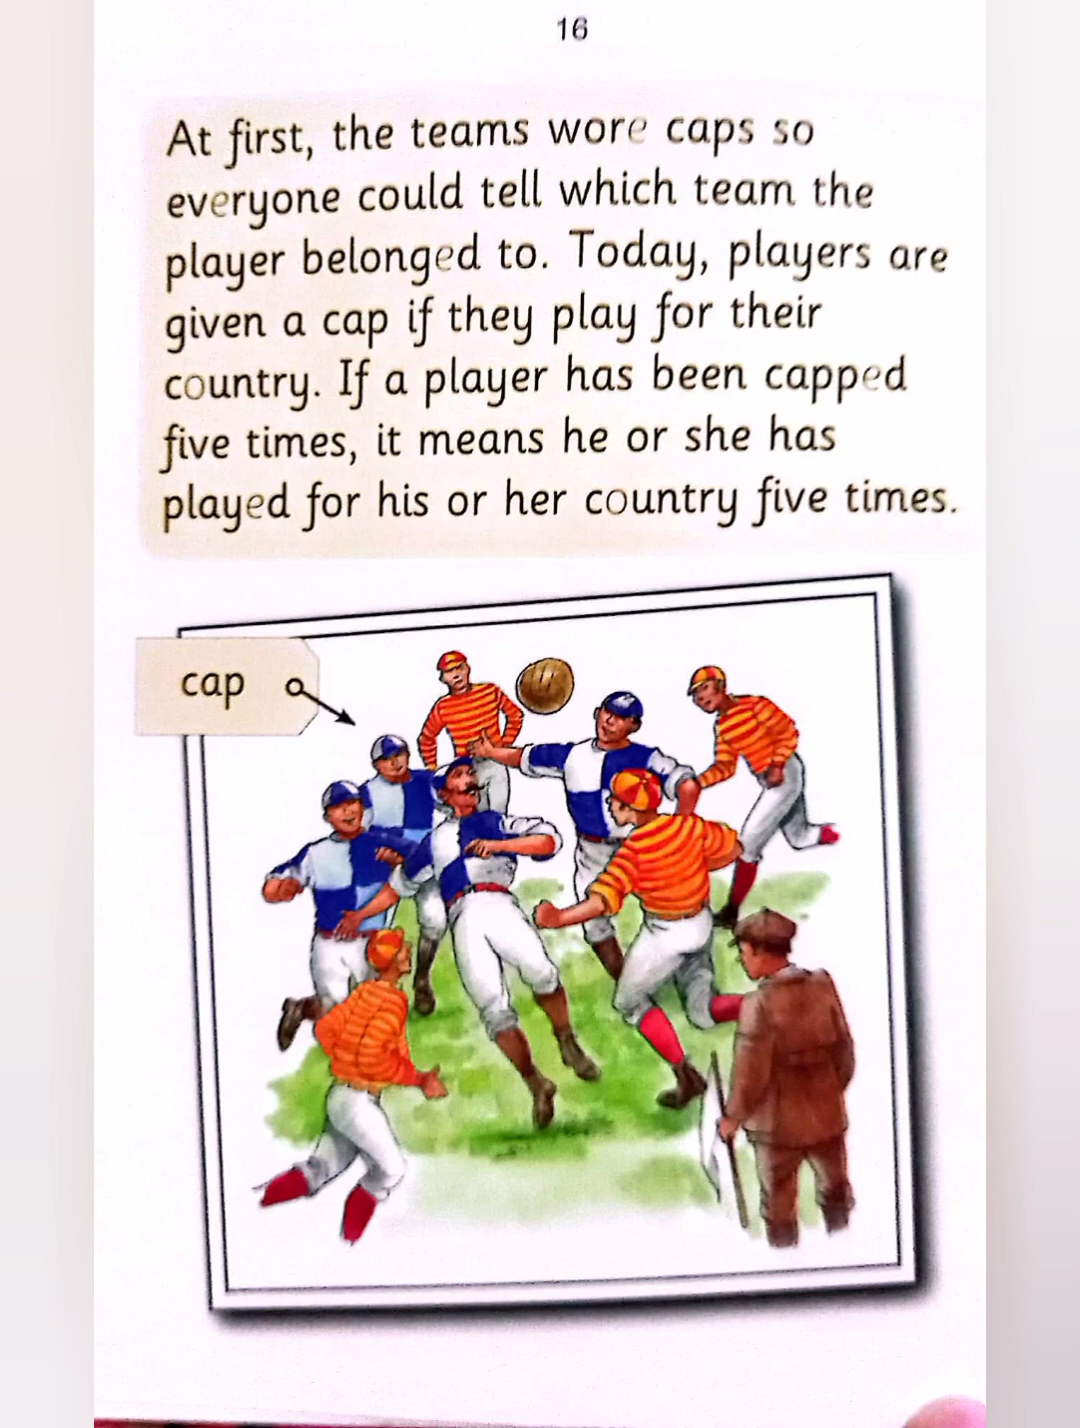 16
At first, the teams wore caps so
everyone could tell which team the
player belonged to. Today, players are
given a cap if they play for their
country. If a player has been capped
five times, it means he or she has
played for his or her country five times.
cap